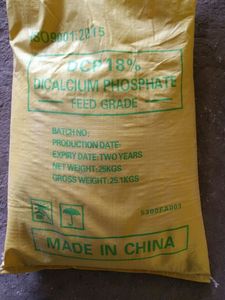 ISO9001:2015
DCP18%
DICALCIUM PHOSPHATE
FEED GRADE
BATCH NO:
PRODUCTION DATE:
EXPIRY DATE: TWO YEARS
NET WEIGHT:25KGS
GROSS WEIGHT:25.1KGS
MADE IN CHINA